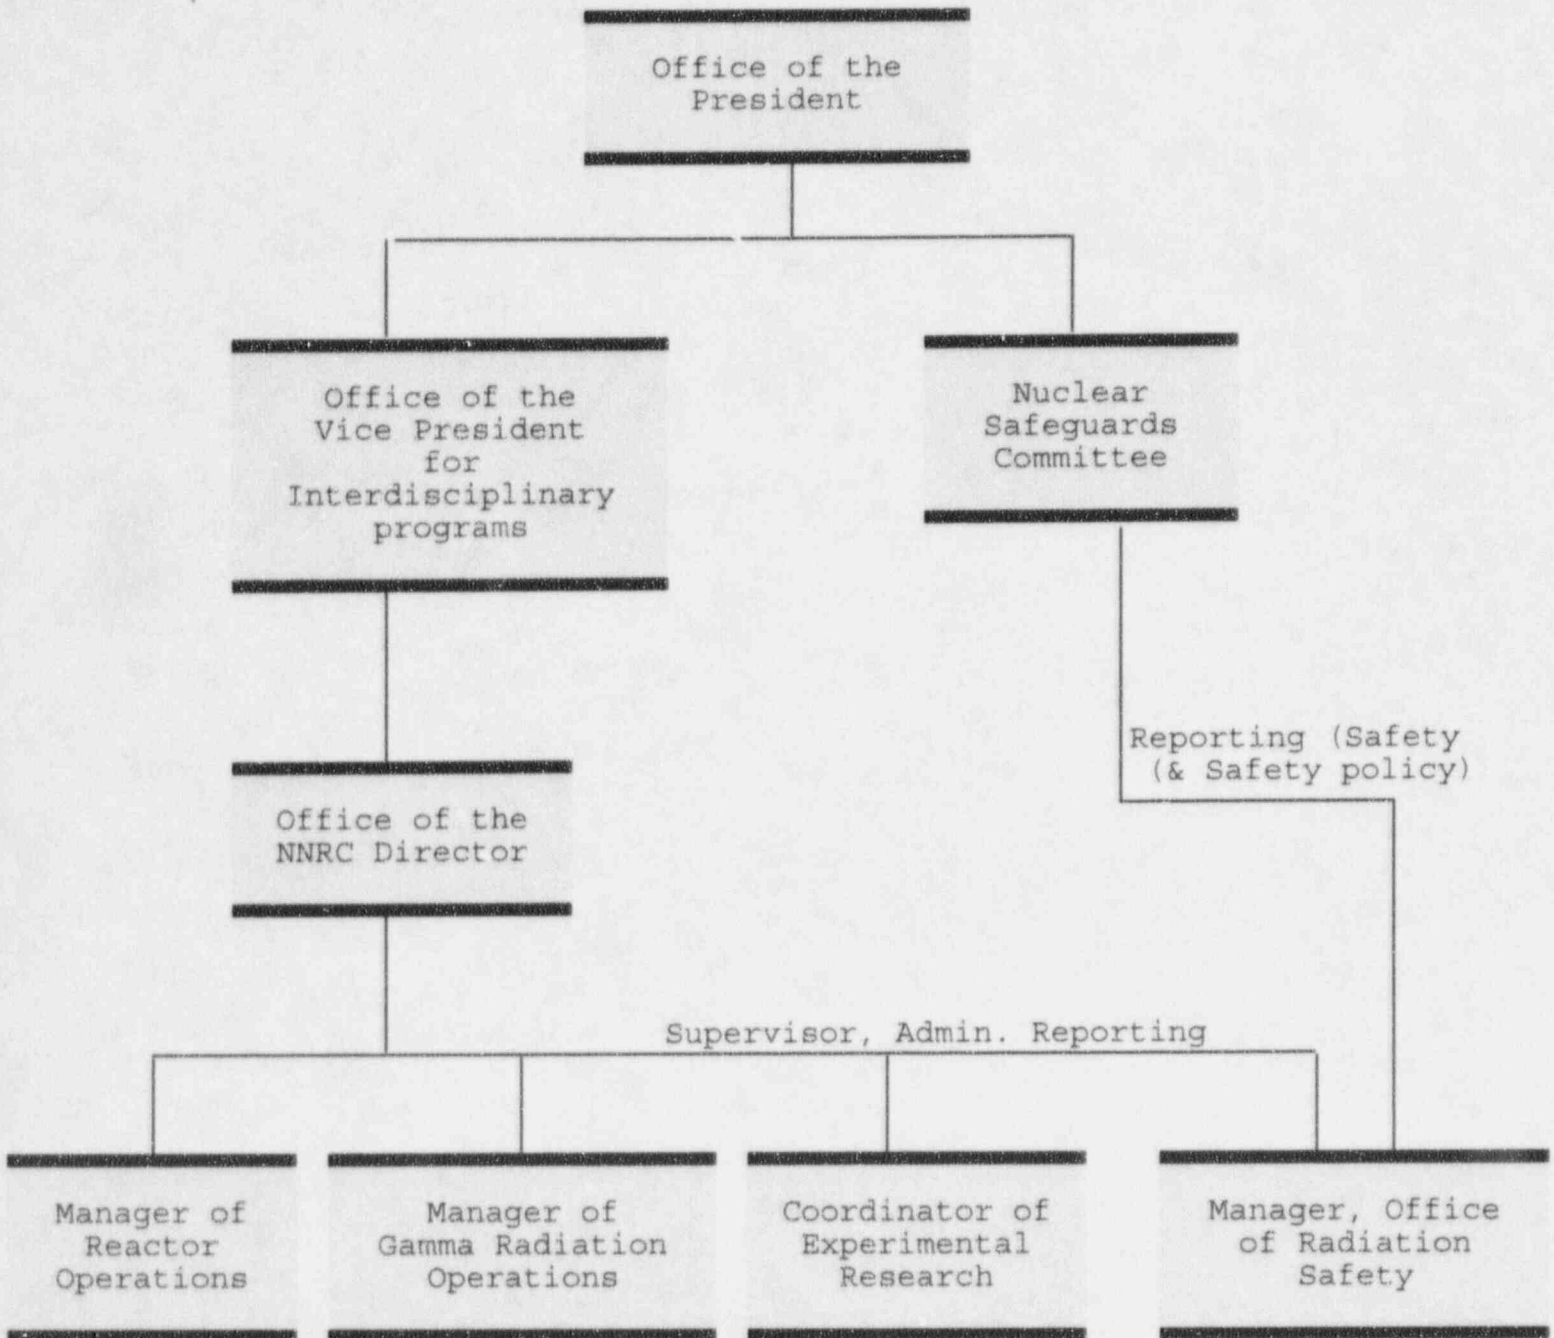 Office of the
President
Office of the
Vice President
for
Interdisciplinary
programs
Nuclear
Safeguards
Committee
Reporting (Safety
(& Safety policy)
Office of the
NNRC Director
Supervisor, Admin. Reporting
Manager of
Reactor
Operations
Manager of
Gamma Radiation
Operations
Coordinator of
Experimental
Research
Manager, Office
of Radiation
Safety